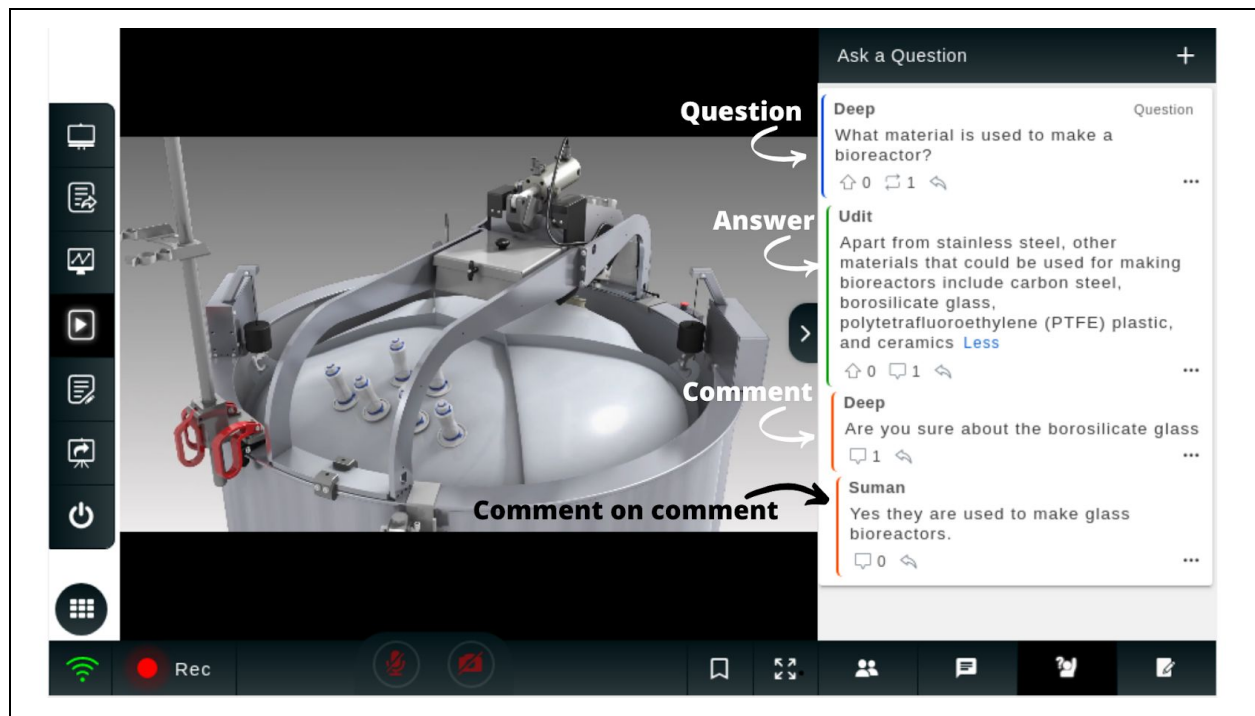 Ask a Question
Question
Deep
Question
What material is used to make a
bioreactor?
0 1
Answer
Udit
Apart from stainless steel, other
materials that could be used for making
bioreactors include carbon steel,
borosilicate glass,
polytetrafluoroethylene (PTFE) plastic,
and ceramics Less
0 1
Comment
Deep
Are you sure about the borosilicate glass
1
Comment on comment
Suman
Yes they are used to make glass
bioreactors.
0
Rec